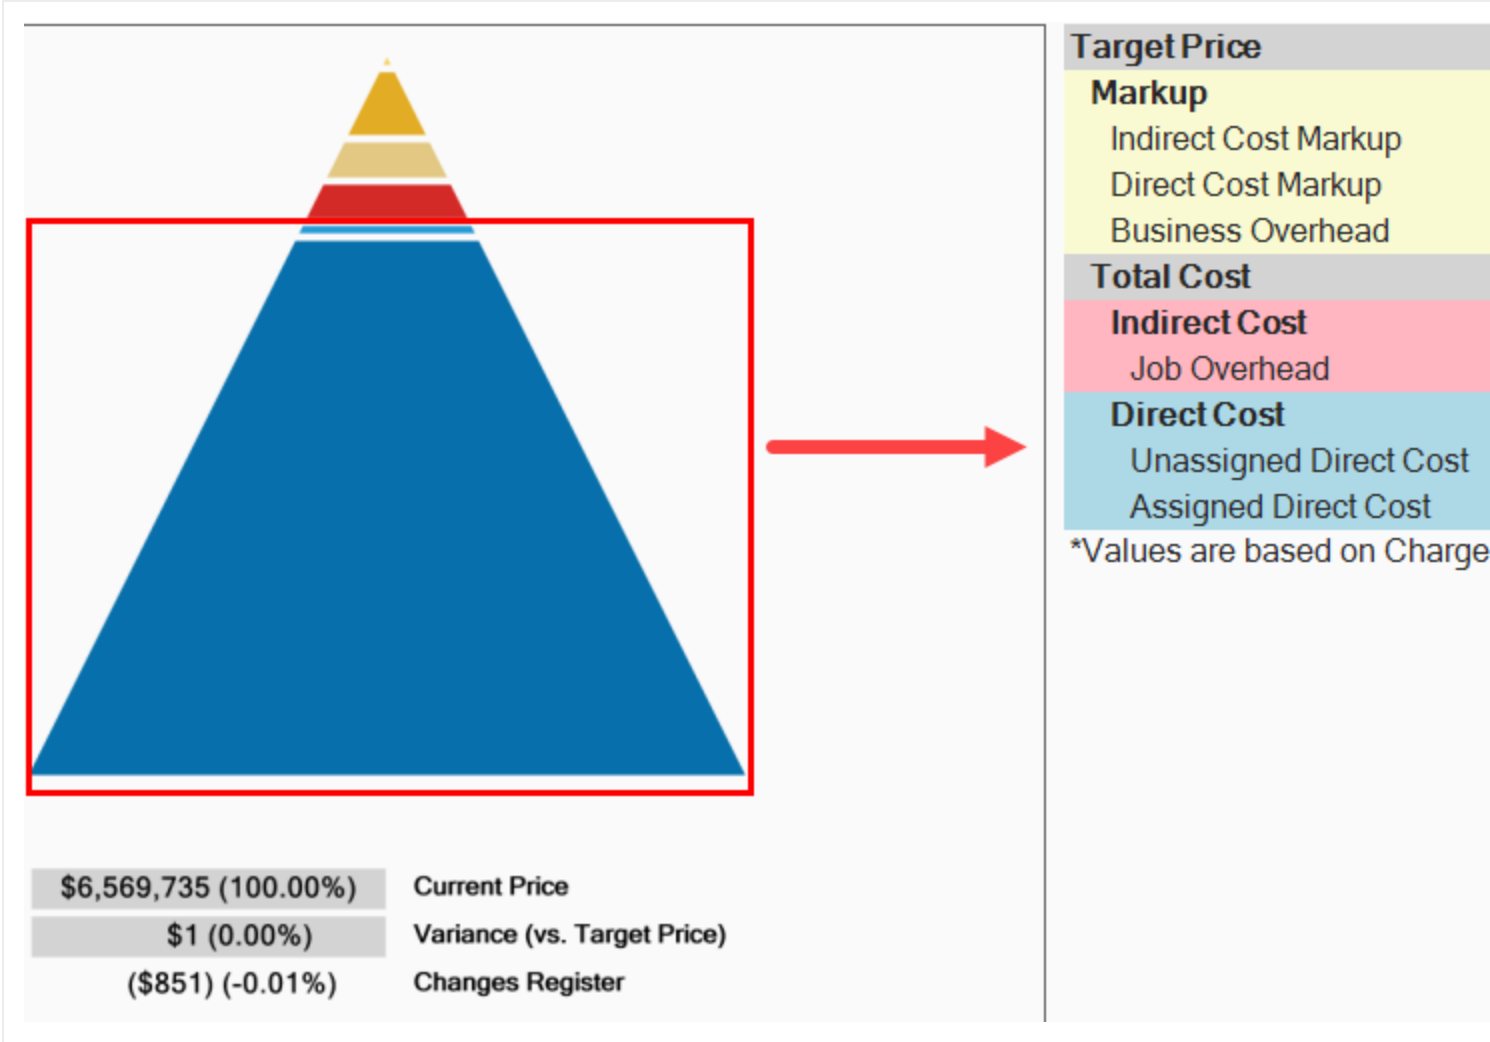 Target Price
Markup
Indirect Cost Markup
Direct Cost Markup
Business Overhead
Total Cost
Indirect Cost
Job Overhead
Direct Cost
Unassigned Direct Cost
Assigned Direct Cost
*Values are based on Charge
$6,569,735 (100.00%) Current Price
$1 (0.00%) Variance (vs. Target Price)
($851) (-0.01%) Changes Register